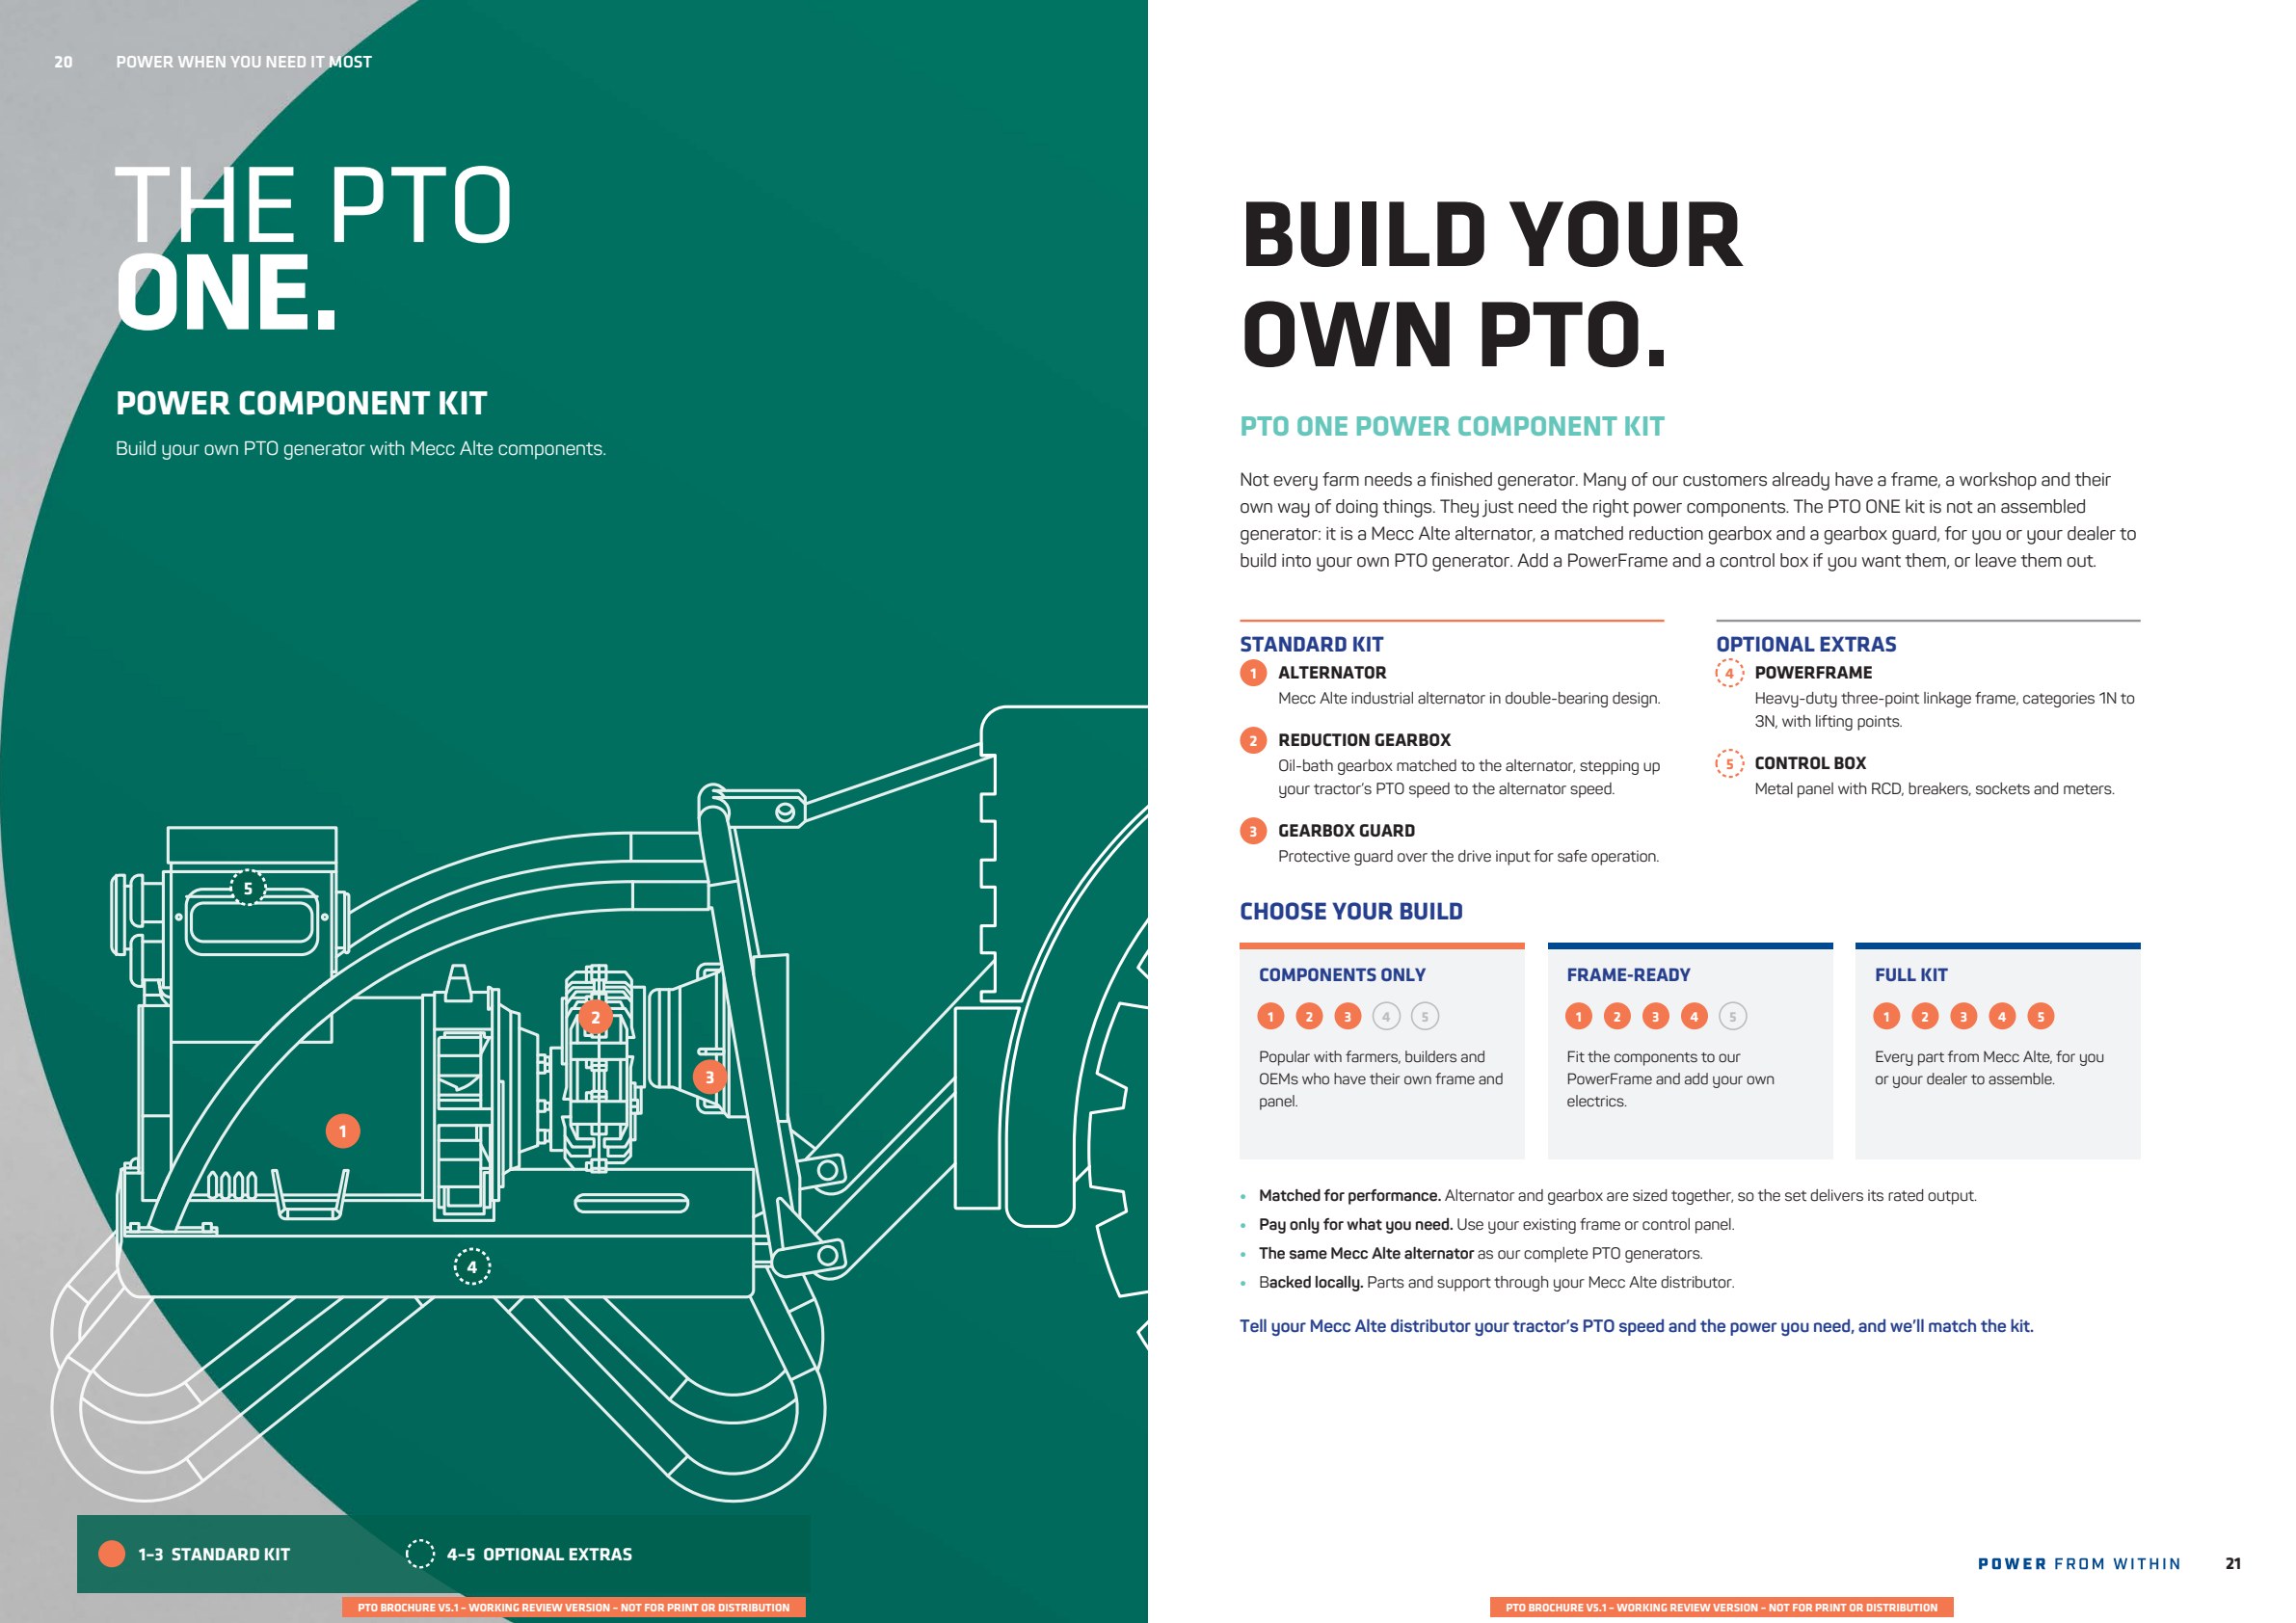 20 POWER WHEN YOU NEED IT MOST
THE PTO
ONE.
POWER COMPONENT KIT
Build your own PTO generator with Mecc Alte components.
5
2
3
1
4
1–3 STANDARD KIT
4–5 OPTIONAL EXTRAS
PTO BROCHURE V5.1 – WORKING REVIEW VERSION – NOT FOR PRINT OR DISTRIBUTION
BUILD YOUR
OWN PTO.
PTO ONE POWER COMPONENT KIT
Not every farm needs a finished generator. Many of our customers already have a frame, a workshop and their
own way of doing things. They just need the right power components. The PTO ONE kit is not an assembled
generator: it is a Mecc Alte alternator, a matched reduction gearbox and a gearbox guard, for you or your dealer to
build into your own PTO generator. Add a PowerFrame and a control box if you want them, or leave them out.
STANDARD KIT
1 ALTERNATOR
Mecc Alte industrial alternator in double-bearing design.
2 REDUCTION GEARBOX
Oil-bath gearbox matched to the alternator, stepping up
your tractor's PTO speed to the alternator speed.
3 GEARBOX GUARD
Protective guard over the drive input for safe operation.
OPTIONAL EXTRAS
4 POWERFRAME
Heavy-duty three-point linkage frame, categories 1N to
3N, with lifting points.
5 CONTROL BOX
Metal panel with RCD, breakers, sockets and meters.
CHOOSE YOUR BUILD
COMPONENTS ONLY
1 2 3 4 5
Popular with farmers, builders and
OEMs who have their own frame and
panel.
FRAME-READY
1 2 3 4 5
Fit the components to our
PowerFrame and add your own
electrics.
FULL KIT
1 2 3 4 5
Every part from Mecc Alte, for you
or your dealer to assemble.
• Matched for performance. Alternator and gearbox are sized together, so the set delivers its rated output.
• Pay only for what you need. Use your existing frame or control panel.
• The same Mecc Alte alternator as our complete PTO generators.
• Backed locally. Parts and support through your Mecc Alte distributor.
Tell your Mecc Alte distributor your tractor's PTO speed and the power you need, and we'll match the kit.
POWER FROM WITHIN 21
PTO BROCHURE V5.1 – WORKING REVIEW VERSION – NOT FOR PRINT OR DISTRIBUTION